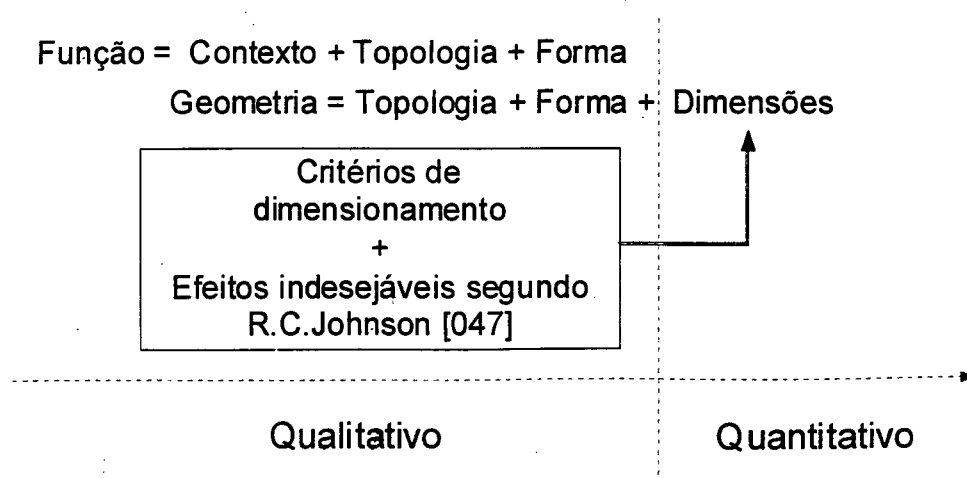 Função = Contexto + Topologia + Forma
Geometria = Topologia + Forma + Dimensões
Critérios de
dimensionamento
+
Efeitos indesejáveis segundo
R.C.Johnson [047]
Qualitativo
Quantitativo